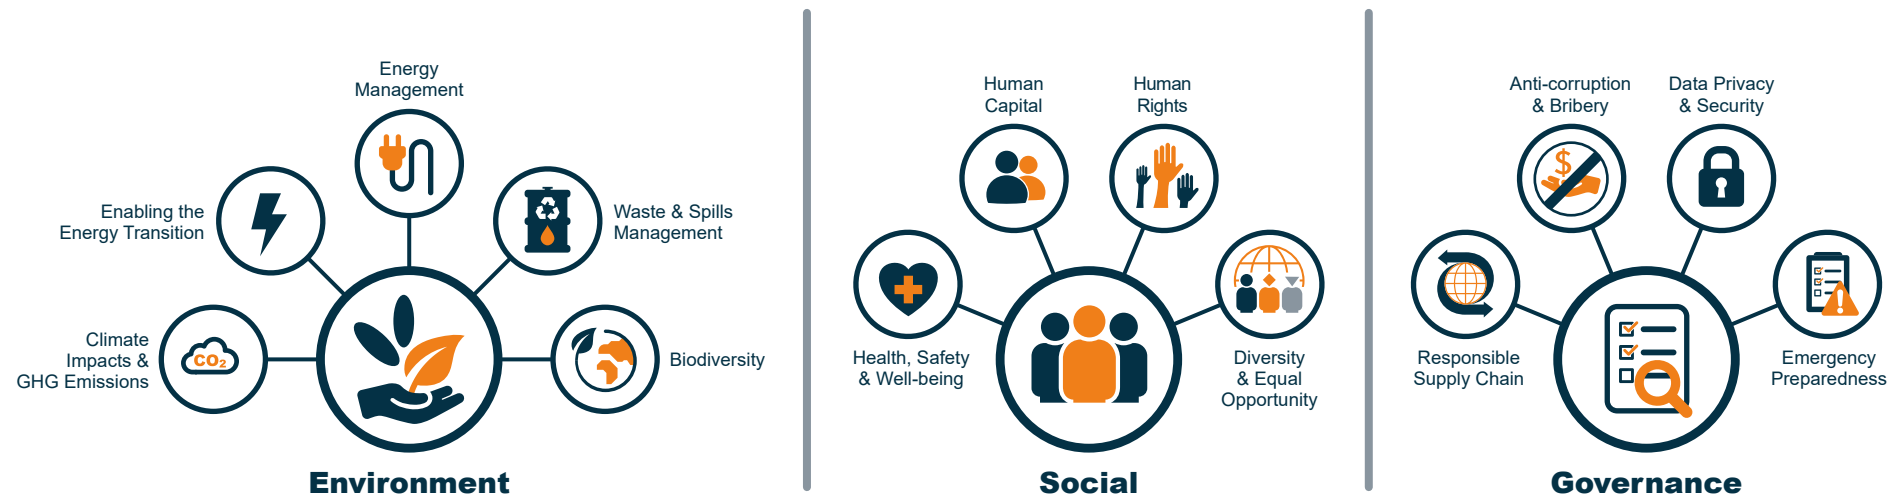 Energy
Management
Enabling the
Energy Transition
Waste & Spills
Management
Climate
Impacts &
GHG Emissions
CO₂
Biodiversity
Environment
Human
Capital
Human
Rights
Health, Safety
& Well-being
Diversity
& Equal
Opportunity
Social
Anti-corruption
& Bribery
$
Data Privacy
& Security
Responsible
Supply Chain
Emergency
Preparedness
!
Governance